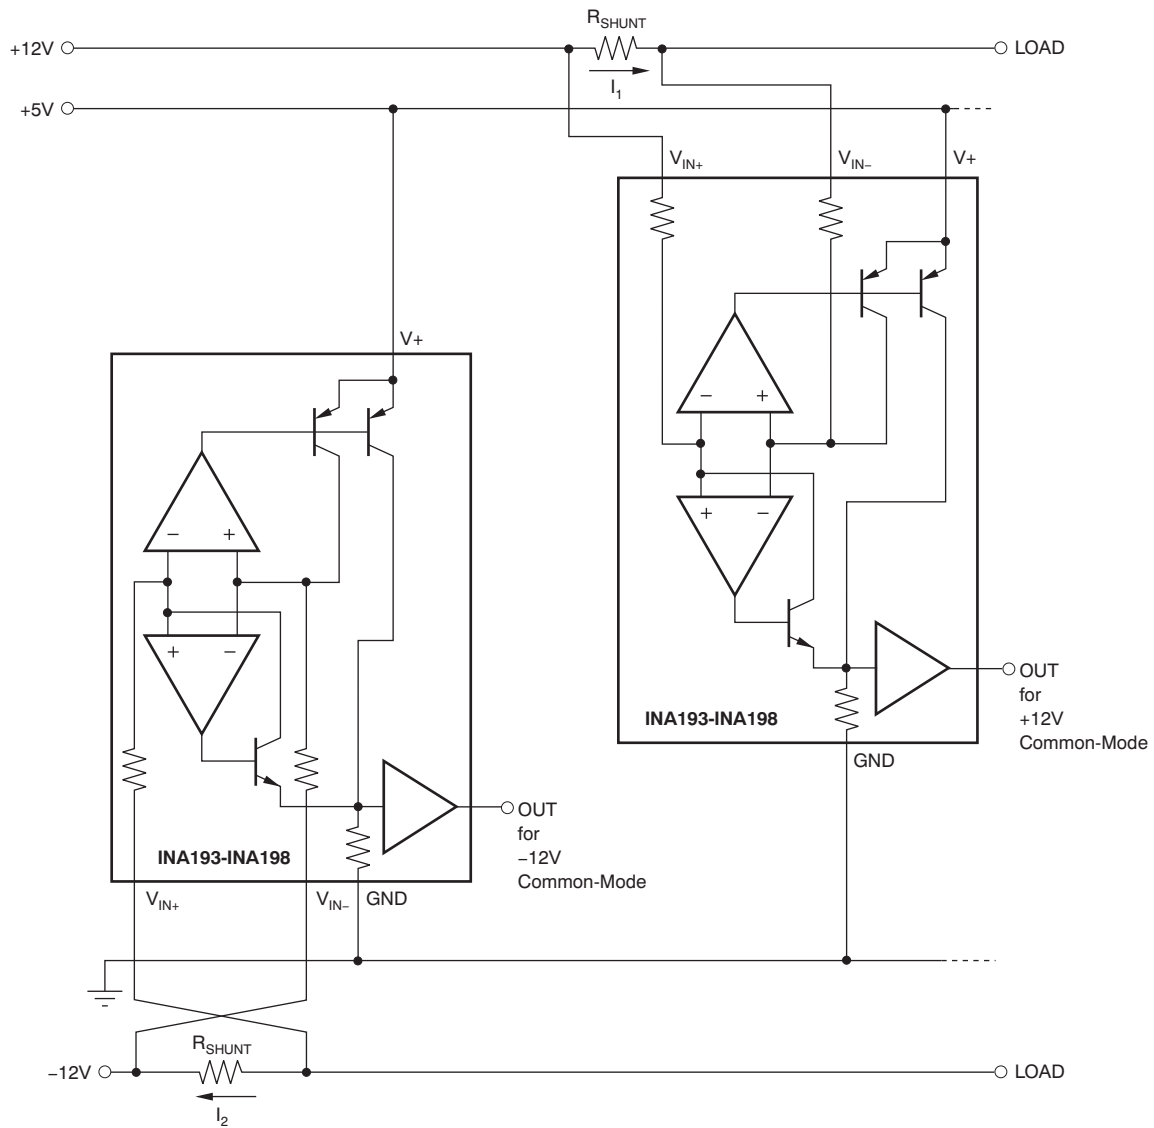 R_SHUNT
+12V
LOAD
I_1
+5V
V_IN+
V_IN−
V+
V+
−
+
+
−
−
+
+
−
OUT
for
+12V
Common-Mode
INA193-INA198
GND
OUT
for
−12V
Common-Mode
INA193-INA198
V_IN+
V_IN−
GND
R_SHUNT
−12V
LOAD
I_2